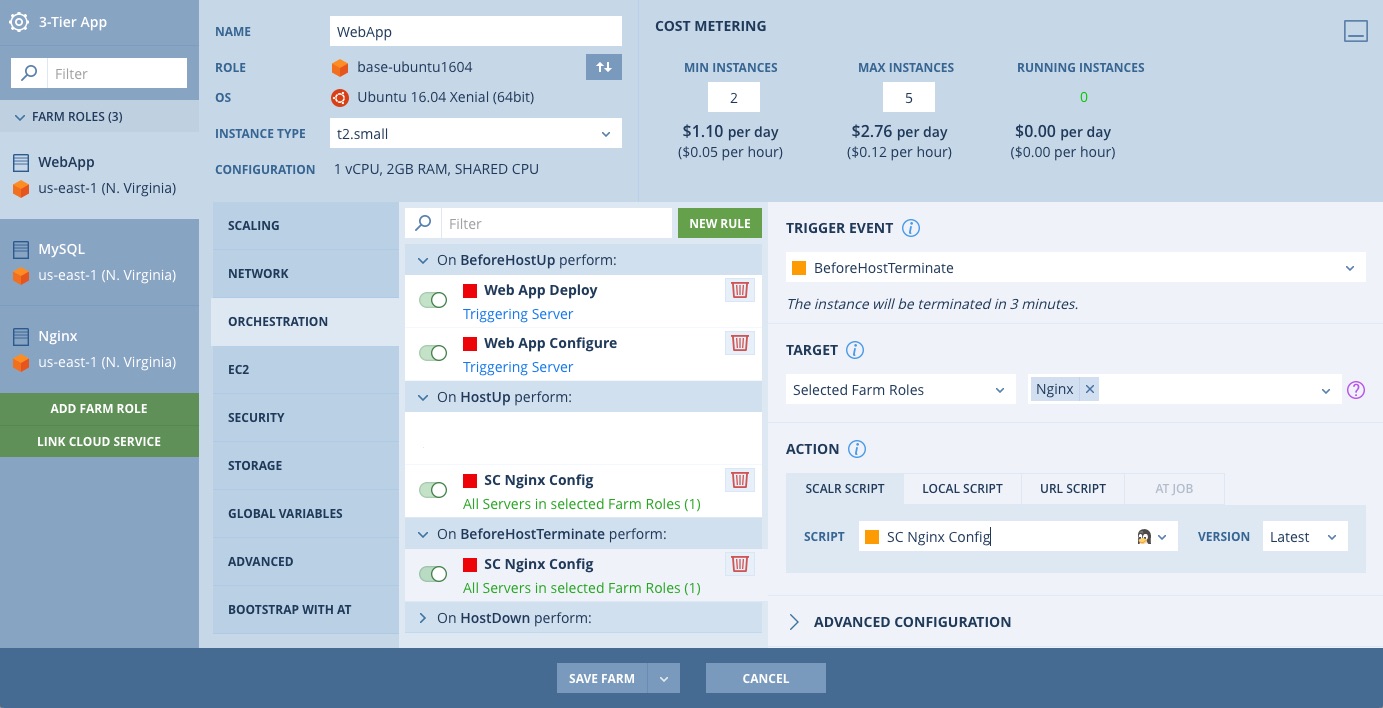 3-Tier App
Filter
FARM ROLES (3)
WebApp
us-east-1 (N. Virginia)
MySQL
us-east-1 (N. Virginia)
Nginx
us-east-1 (N. Virginia)
ADD FARM ROLE
LINK CLOUD SERVICE
NAME WebApp
ROLE base-ubuntu1604
OS Ubuntu 16.04 Xenial (64bit)
INSTANCE TYPE t2.small
CONFIGURATION 1 vCPU, 2GB RAM, SHARED CPU
COST METERING
MIN INSTANCES MAX INSTANCES RUNNING INSTANCES
2 5 0
$1.10 per day $2.76 per day $0.00 per day
($0.05 per hour) ($0.12 per hour) ($0.00 per hour)
SCALING
NETWORK
ORCHESTRATION
EC2
SECURITY
STORAGE
GLOBAL VARIABLES
ADVANCED
BOOTSTRAP WITH AT
Filter NEW RULE
On BeforeHostUp perform:
Web App Deploy
Triggering Server
Web App Configure
Triggering Server
On HostUp perform:
SC Nginx Config
All Servers in selected Farm Roles (1)
On BeforeHostTerminate perform:
SC Nginx Config
All Servers in selected Farm Roles (1)
On HostDown perform:
TRIGGER EVENT
BeforeHostTerminate
The instance will be terminated in 3 minutes.
TARGET
Selected Farm Roles Nginx
ACTION
SCALR SCRIPT LOCAL SCRIPT URL SCRIPT AT JOB
SCRIPT SC Nginx Config VERSION Latest
ADVANCED CONFIGURATION
SAVE FARM CANCEL